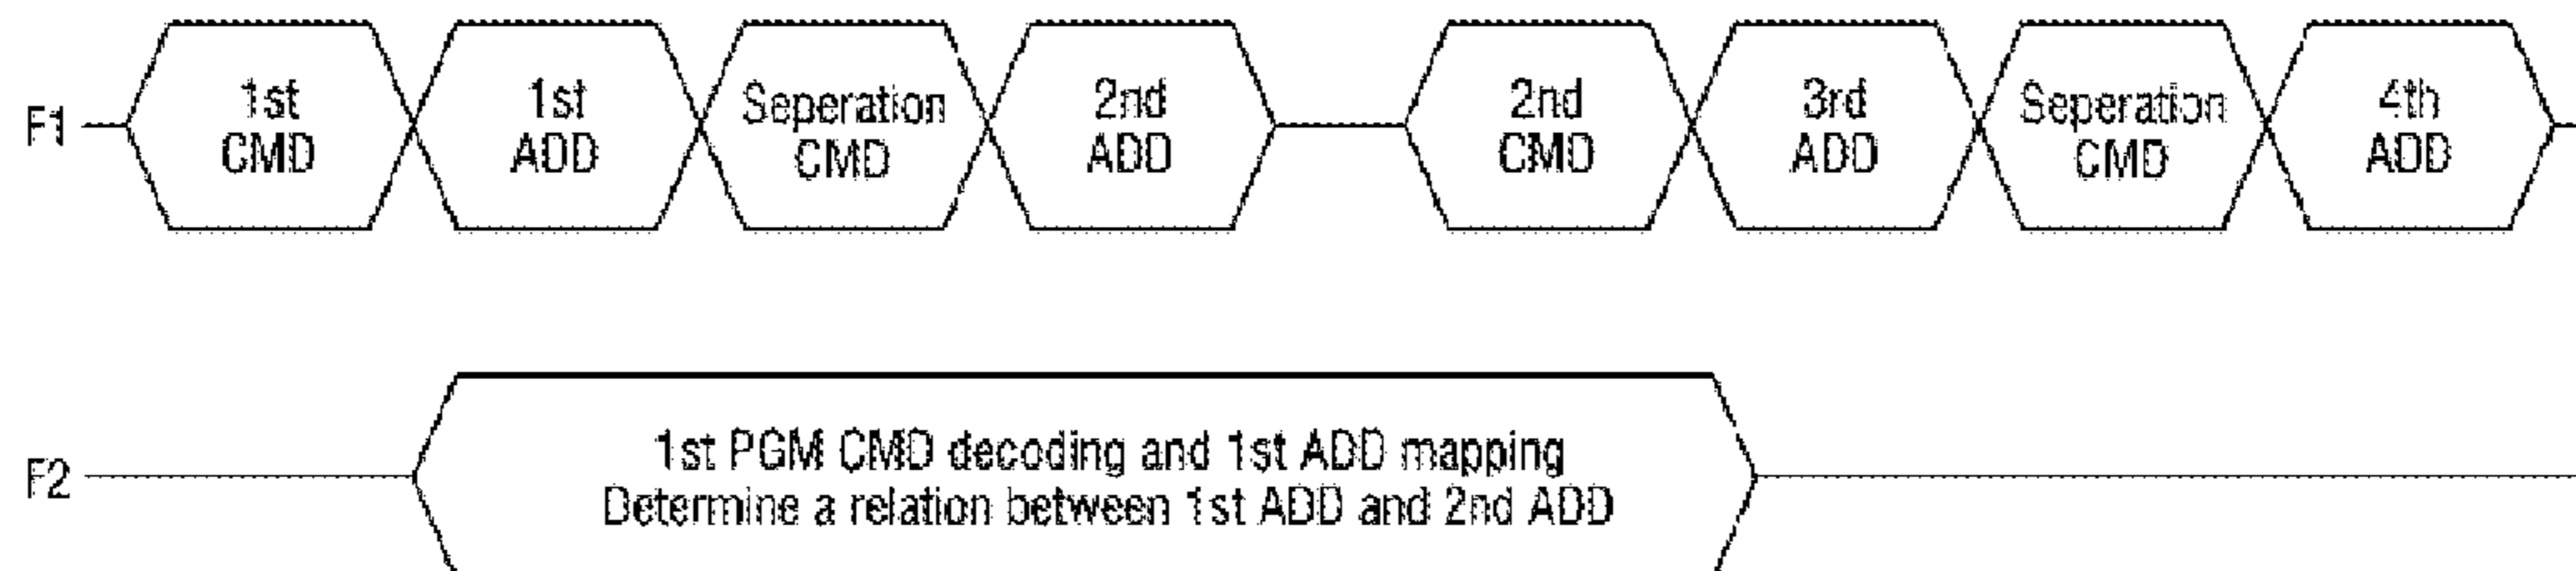 F1
1st
CMD
1st
ADD
Seperation
CMD
2nd
ADD
2nd
CMD
3rd
ADD
Seperation
CMD
4th
ADD
F2
1st PGM CMD decoding and 1st ADD mapping
Determine a relation between 1st ADD and 2nd ADD